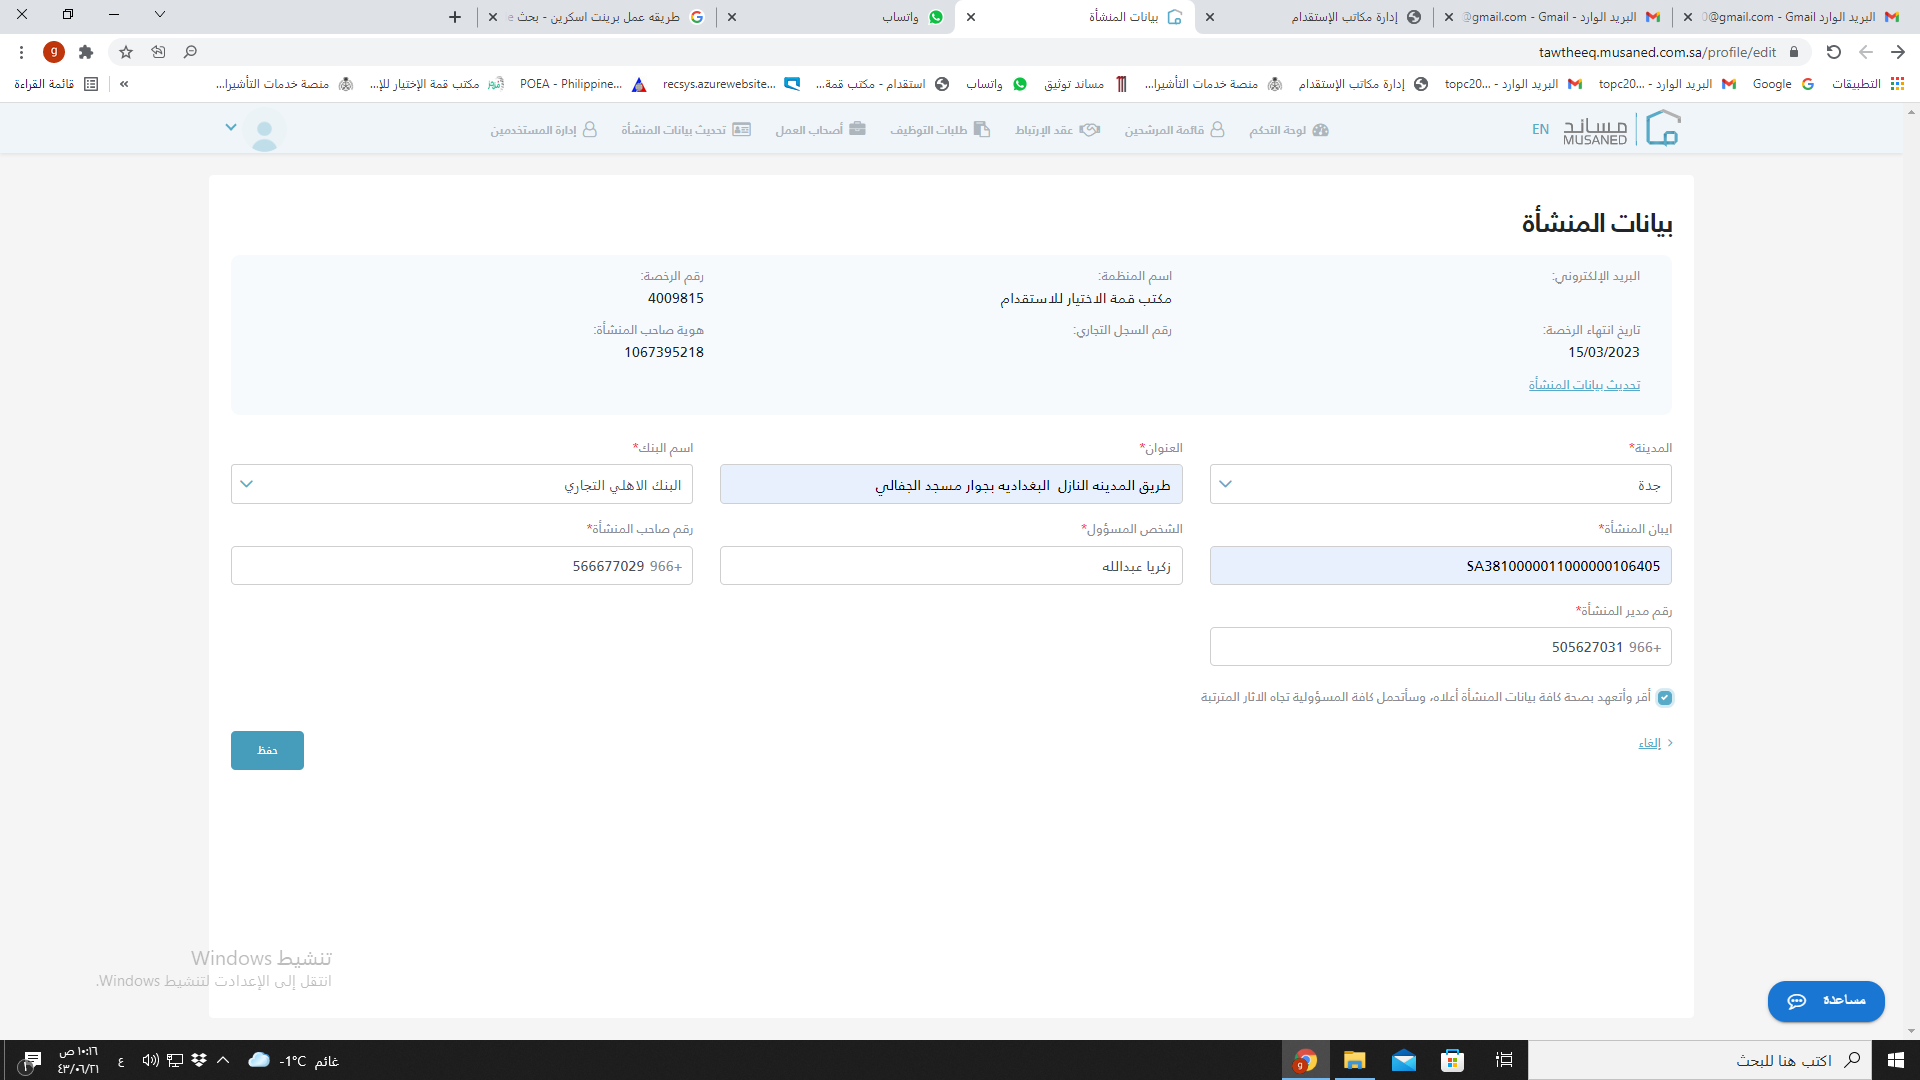 البريد الوارد - gmail.com - Gmail
البريد الوارد - gmail.com - Gmail
إدارة مكاتب الإستقدام
بيانات المنشأة
واتساب
طريقه عمل برينت اسكرين - بحث
tawtheeq.musaned.com.sa/profile/edit
التطبيقات
Google
البريد الوارد - topc20...
البريد الوارد - topc20...
إدارة مكاتب الإستقدام
منصة خدمات التأشيرا...
مساند توثيق
واتساب
استقدام - مكتب قمة...
recsys.azurewebsite...
POEA - Philippine...
مكتب قمة الإختيار للإ...
منصة خدمات التأشيرا...
قائمة القراءة
مساند
MUSANED
EN
لوحة التحكم
قائمة المرشحين
عقد الإرتباط
طلبات التوظيف
أصحاب العمل
تحديث بيانات المنشأة
إدارة المستخدمين
بيانات المنشأة
البريد الإلكتروني:
اسم المنظمة:
مكتب قمة الاختيار للاستقدام
رقم الرخصة:
4009815
تاريخ انتهاء الرخصة:
15/03/2023
رقم السجل التجاري:
هوية صاحب المنشأة:
1067395218
تحديث بيانات المنشأة
المدينة*
جدة
العنوان*
طريق المدينه النازل البغداديه بجوار مسجد الجفالي
اسم البنك*
البنك الاهلي التجاري
ايبان المنشأة*
SA3810000011000000106405
الشخص المسؤول*
زكريا عبدالله
رقم صاحب المنشأة*
+966 566677029
رقم مدير المنشأة*
+966 505627031
أقر وأتعهد بصحة كافة بيانات المنشأة أعلاه، وسأتحمل كافة المسؤولية تجاه الاثار المترتبة
إلغاء
حفظ
تنشيط Windows
انتقل إلى الإعدادت لتنشيط Windows.
مساعدة
اكتب هنا للبحث
غائم -1°C
ع
١٠:١٦ ص
٤٣/٠٦/٢١